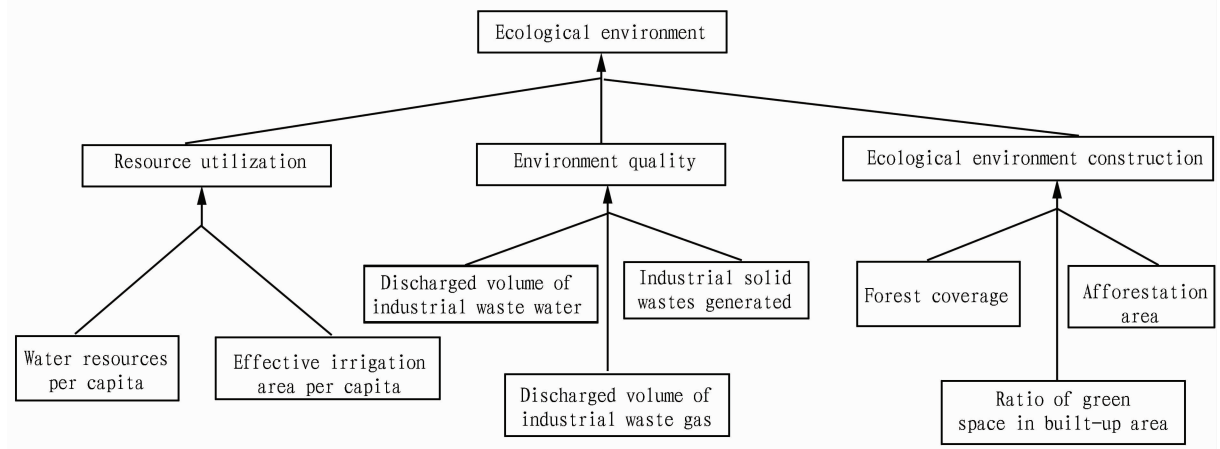 Ecological environment
Resource utilization
Environment quality
Ecological environment construction
Discharged volume of
industrial waste water
Industrial solid
wastes generated
Forest coverage
Afforestation
area
Water resources
per capita
Effective irrigation
area per capita
Discharged volume of
industrial waste gas
Ratio of green
space in built-up area